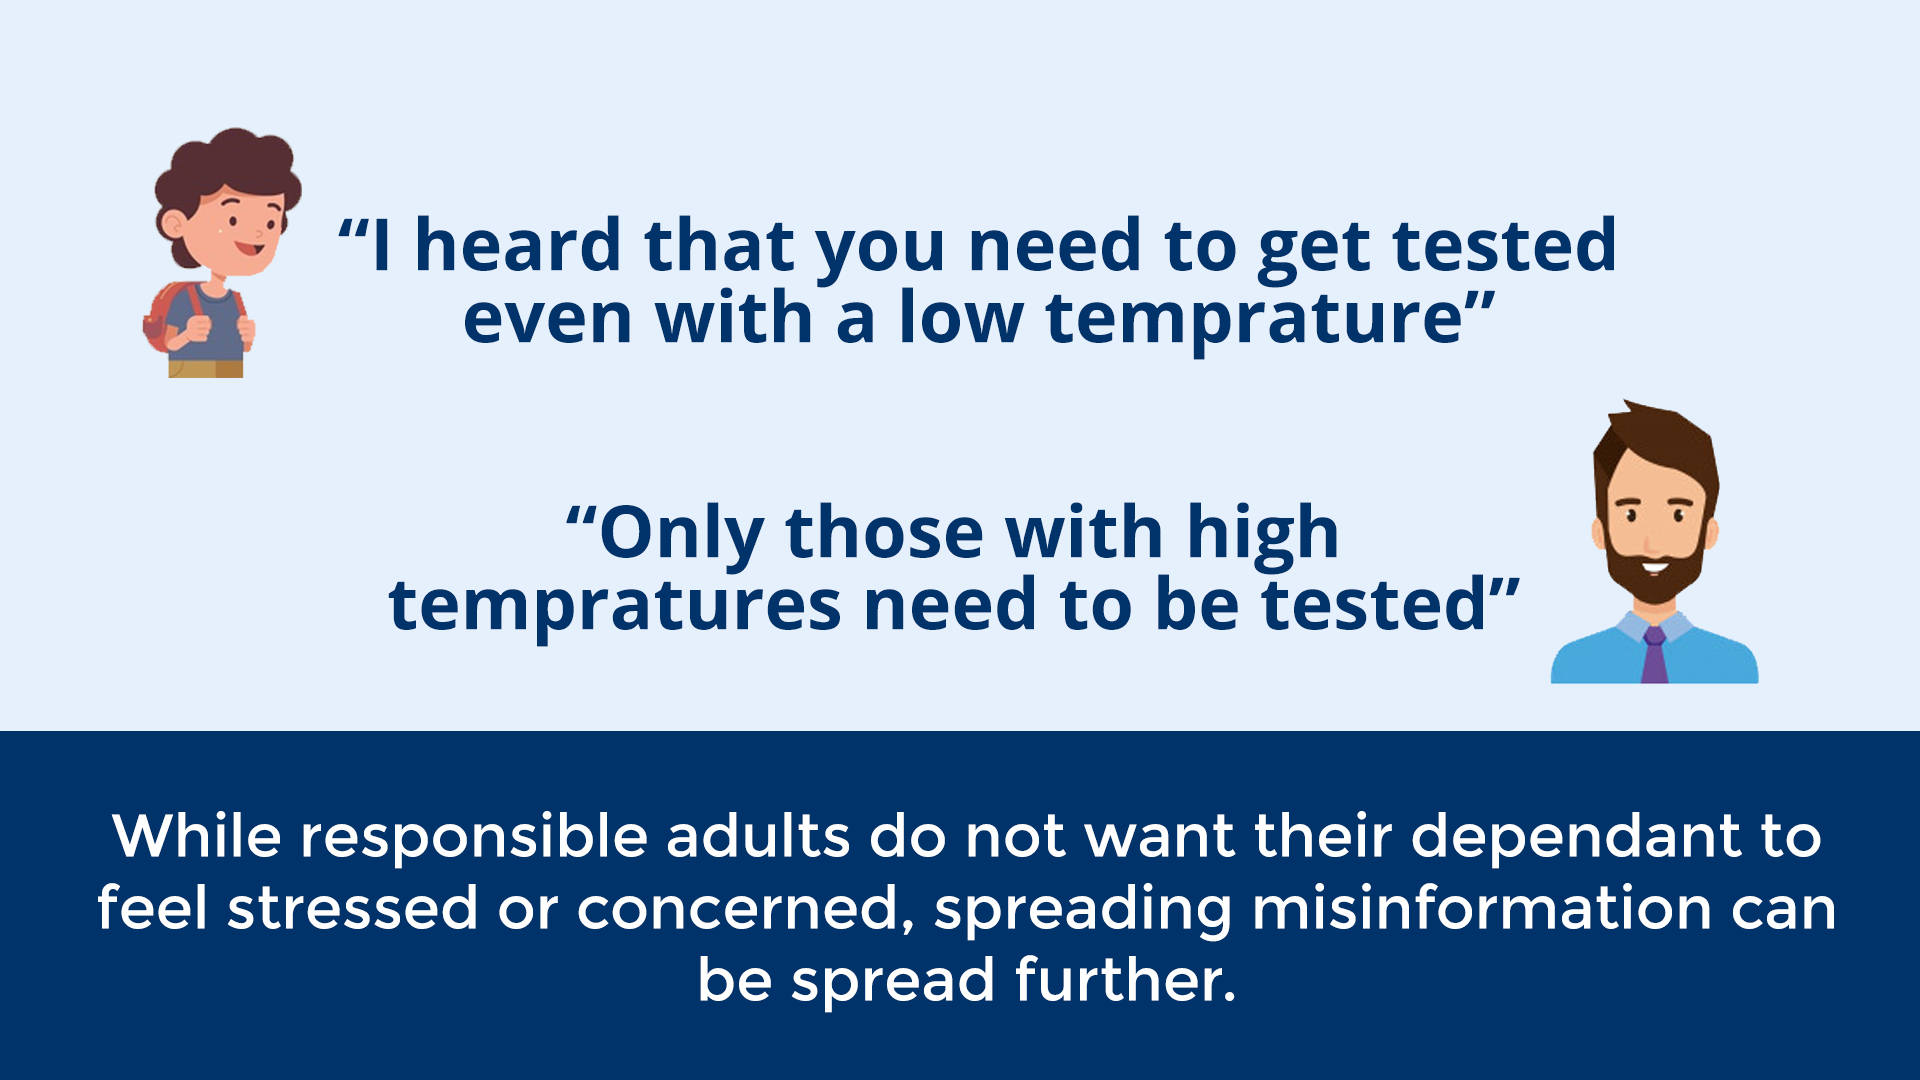 “I heard that you need to get tested
even with a low temprature”
“Only those with high
tempratures need to be tested”
While responsible adults do not want their dependant to
feel stressed or concerned, spreading misinformation can
be spread further.